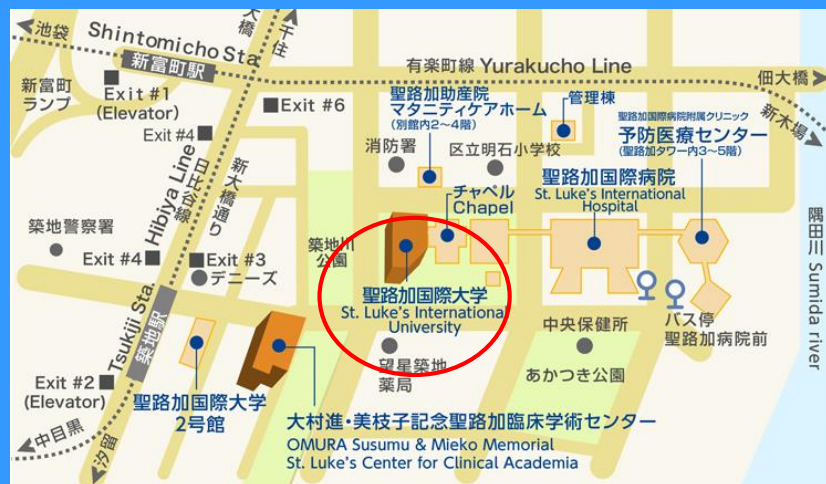 池袋
Shintomicho Sta.
新富町駅
新大橋
北千住
有楽町線 Yurakucho Line
佃大橋
新木場
新富町
ランプ
Exit #1
(Elevator)
Exit #6
Exit #4
聖路加助産院
マタニティケアホーム
(別館内2~4階)
管理棟
聖路加国際病院附属クリニック
予防医療センター
(聖路加タワー内3~5階)
消防署
区立明石小学校
Hibiya Line
日比谷線
新大橋通り
チャペル
Chapel
聖路加国際病院
St. Luke's International
Hospital
築地警察署
Exit #4
Exit #3
デニーズ
築地川
公園
隅田川 Sumida river
聖路加国際大学
St. Luke's International
University
Tsukiji Sta.
築地駅
中央保健所
バス停
聖路加病院前
望星築地
薬局
あかつき公園
Exit #2
(Elevator)
聖路加国際大学
2号館
大村進・美枝子記念聖路加臨床学術センター
OMURA Susumu & Mieko Memorial
St. Luke's Center for Clinical Academia
中目黒
汐留